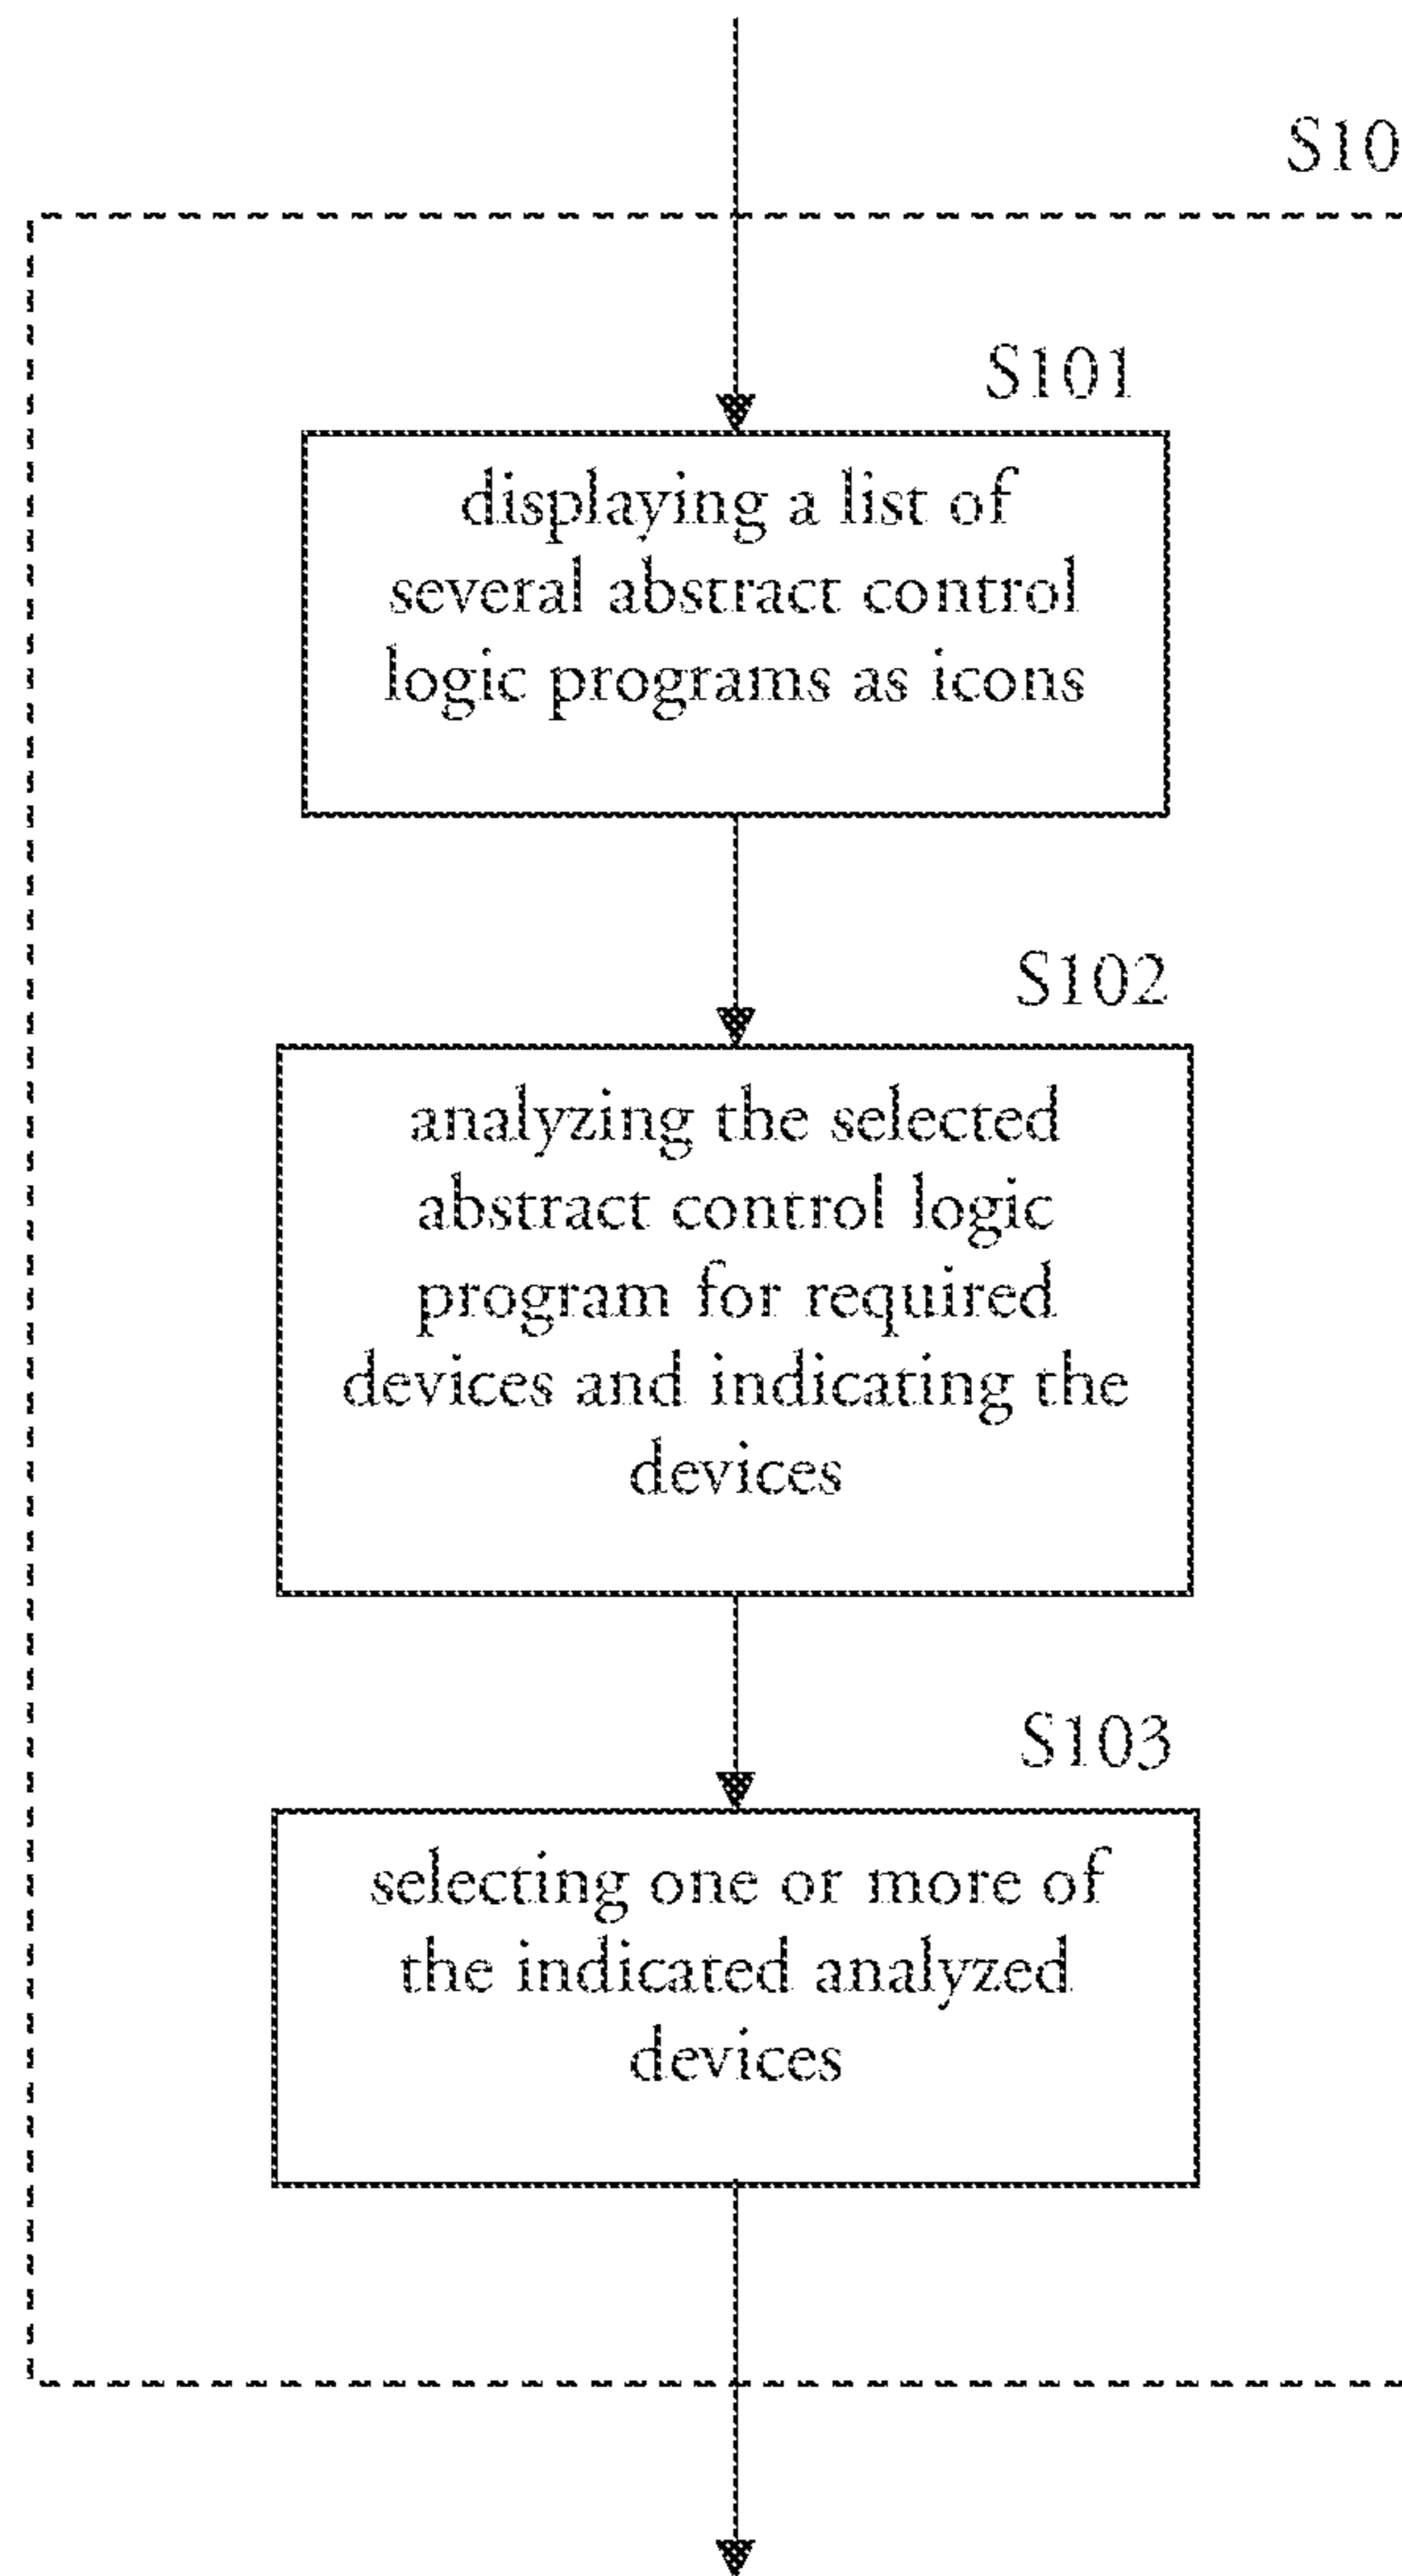 S10
S101
displaying a list of
several abstract control
logic programs as icons
S102
analyzing the selected
abstract control logic
program for required
devices and indicating the
devices
S103
selecting one or more of
the indicated analyzed
devices